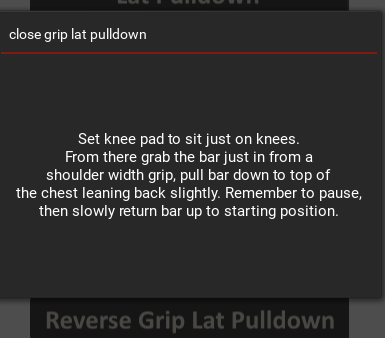 Lat Pulldown
close grip lat pulldown
Set knee pad to sit just on knees.
From there grab the bar just in from a
shoulder width grip, pull bar down to top of
the chest leaning back slightly. Remember to pause,
then slowly return bar up to starting position.
Reverse Grip Lat Pulldown